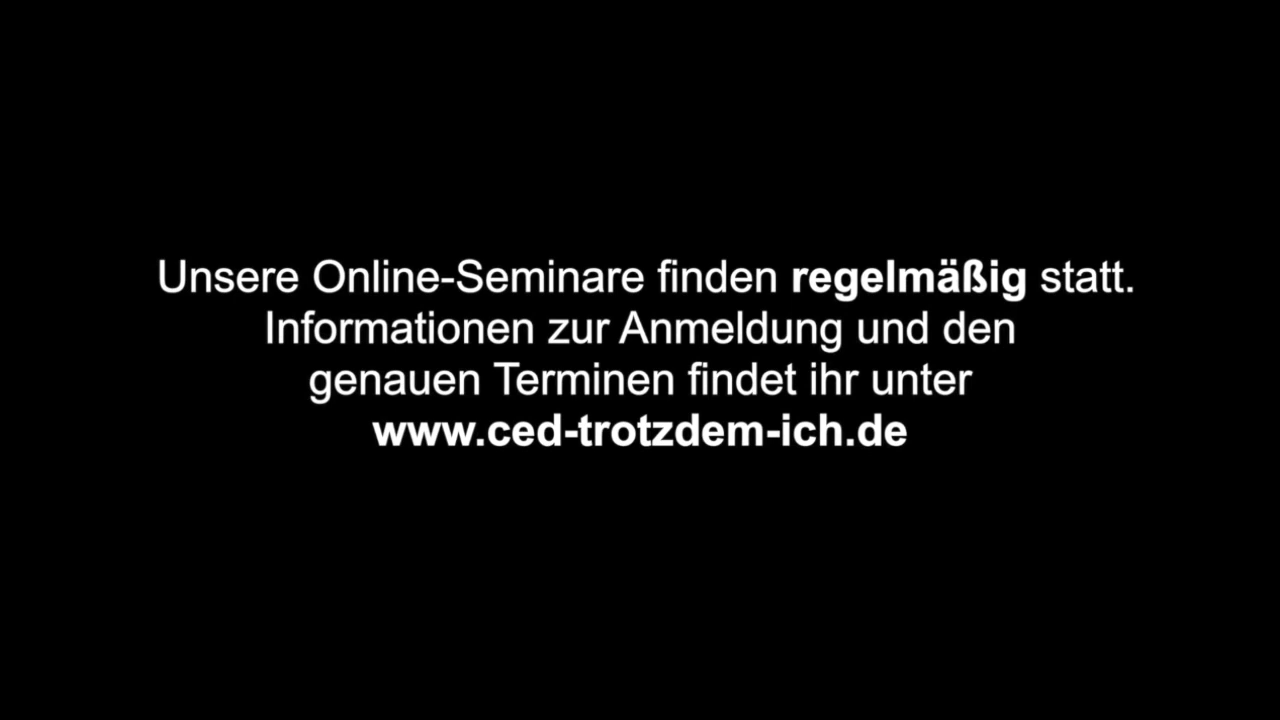 Unsere Online-Seminare finden regelmäßig statt.
Informationen zur Anmeldung und den
genauen Terminen findet ihr unter
www.ced-trotzdem-ich.de